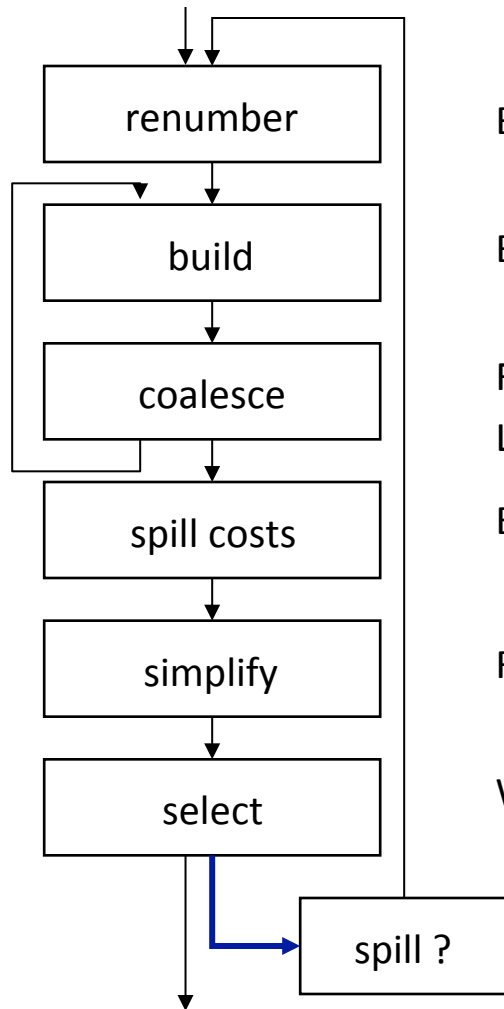 renumber
build
coalesce
spill costs
simplify
select
spill ?